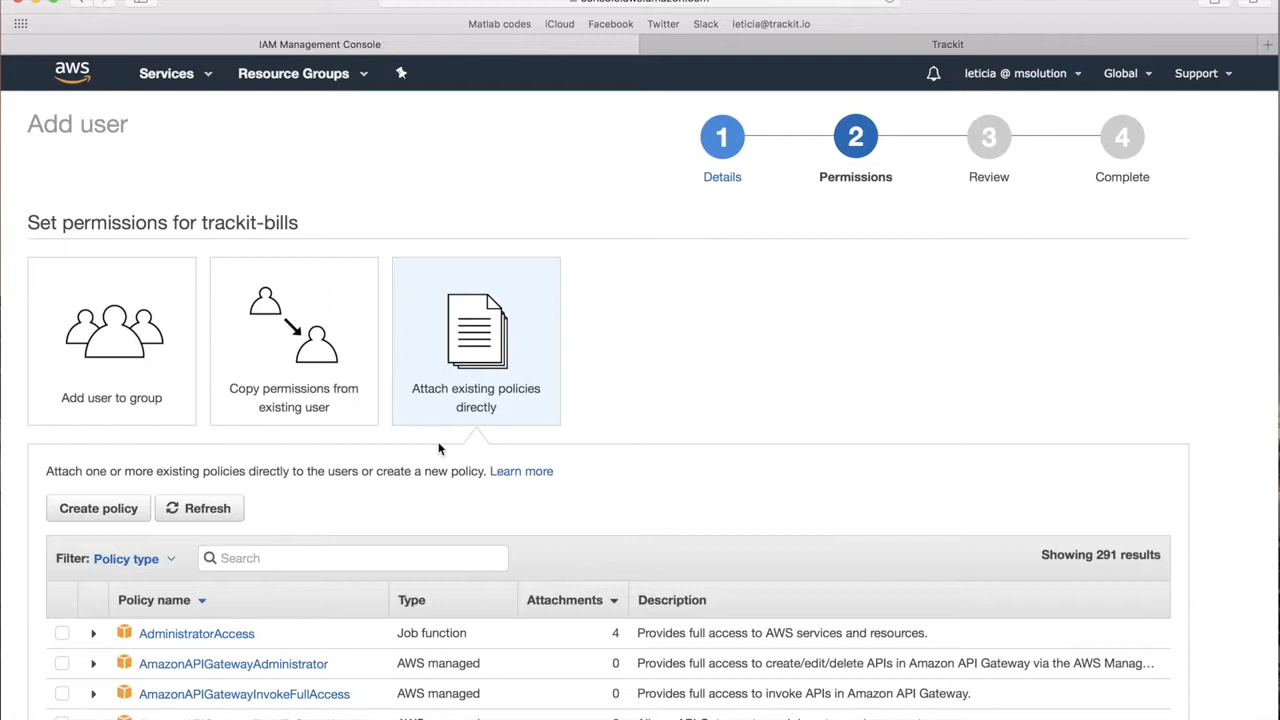 console.aws.amazon.com
Matlab codes iCloud Facebook Twitter Slack leticia@trackit.io
IAM Management Console Trackit
aws Services Resource Groups leticia @ msolution Global Support
Add user
1 2 3 4
Details Permissions Review Complete
Set permissions for trackit-bills
Add user to group
Copy permissions from
existing user
Attach existing policies
directly
Attach one or more existing policies directly to the users or create a new policy. Learn more
Create policy Refresh
Filter: Policy type Search Showing 291 results
Policy name Type Attachments Description
AdministratorAccess Job function 4 Provides full access to AWS services and resources.
AmazonAPIGatewayAdministrator AWS managed 0 Provides full access to create/edit/delete APIs in Amazon API Gateway via the AWS Manag...
AmazonAPIGatewayInvokeFullAccess AWS managed 0 Provides full access to invoke APIs in Amazon API Gateway.